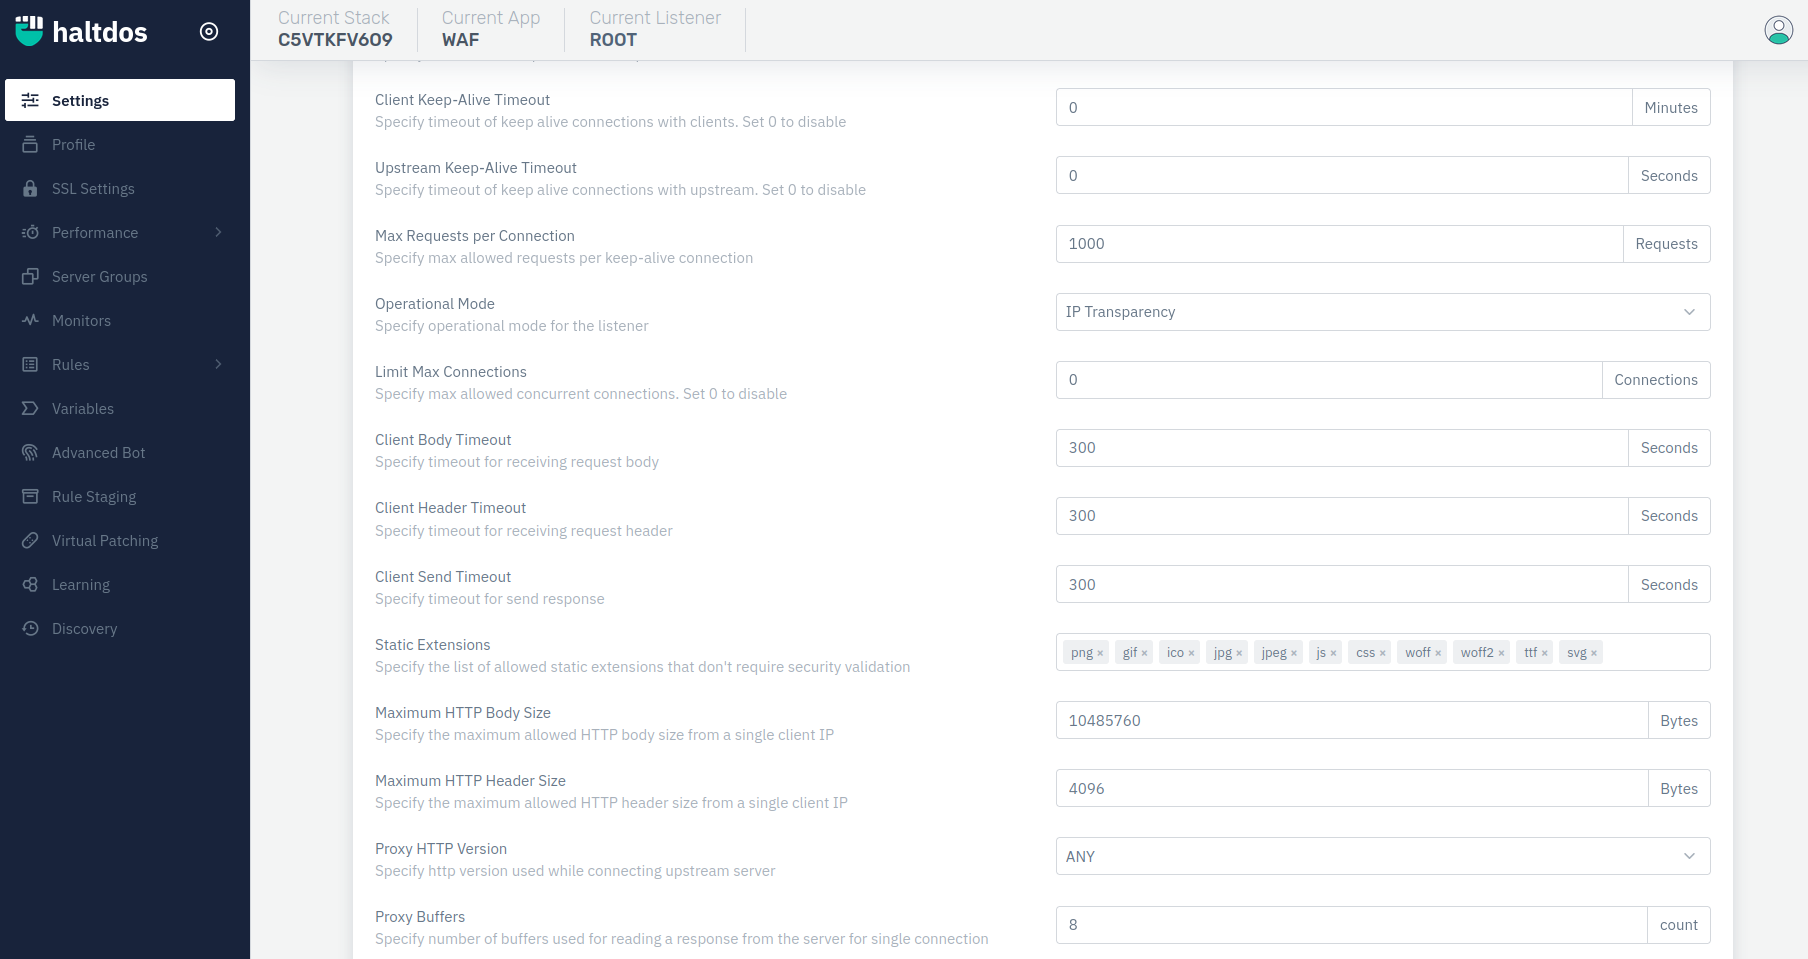 haltdos
Current Stack
C5VTKFV6O9
Current App
WAF
Current Listener
ROOT
Settings
Profile
SSL Settings
Performance
Server Groups
Monitors
Rules
Variables
Advanced Bot
Rule Staging
Virtual Patching
Learning
Discovery
Client Keep-Alive Timeout
Specify timeout of keep alive connections with clients. Set 0 to disable
0 Minutes
Upstream Keep-Alive Timeout
Specify timeout of keep alive connections with upstream. Set 0 to disable
0 Seconds
Max Requests per Connection
Specify max allowed requests per keep-alive connection
1000 Requests
Operational Mode
Specify operational mode for the listener
IP Transparency
Limit Max Connections
Specify max allowed concurrent connections. Set 0 to disable
0 Connections
Client Body Timeout
Specify timeout for receiving request body
300 Seconds
Client Header Timeout
Specify timeout for receiving request header
300 Seconds
Client Send Timeout
Specify timeout for send response
300 Seconds
Static Extensions
Specify the list of allowed static extensions that don't require security validation
png × gif × ico × jpg × jpeg × js × css × woff × woff2 × ttf × svg ×
Maximum HTTP Body Size
Specify the maximum allowed HTTP body size from a single client IP
10485760 Bytes
Maximum HTTP Header Size
Specify the maximum allowed HTTP header size from a single client IP
4096 Bytes
Proxy HTTP Version
Specify http version used while connecting upstream server
ANY
Proxy Buffers
Specify number of buffers used for reading a response from the server for single connection
8 count